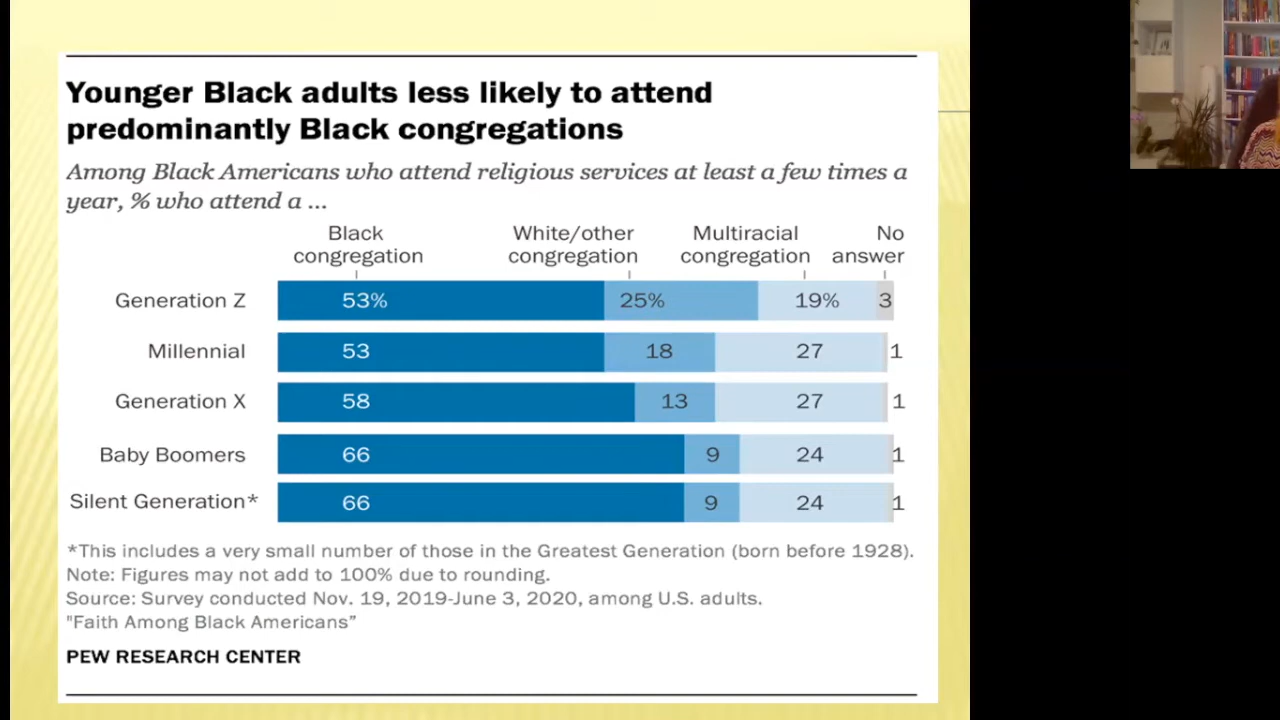 Younger Black adults less likely to attend
predominantly Black congregations
Among Black Americans who attend religious services at least a few times a
year, % who attend a ...
Black congregation White/other congregation Multiracial congregation No answer
Generation Z 53% 25% 19% 3
Millennial 53 18 27 1
Generation X 58 13 27 1
Baby Boomers 66 9 24 1
Silent Generation* 66 9 24 1
*This includes a very small number of those in the Greatest Generation (born before 1928).
Note: Figures may not add to 100% due to rounding.
Source: Survey conducted Nov. 19, 2019-June 3, 2020, among U.S. adults.
"Faith Among Black Americans”
PEW RESEARCH CENTER